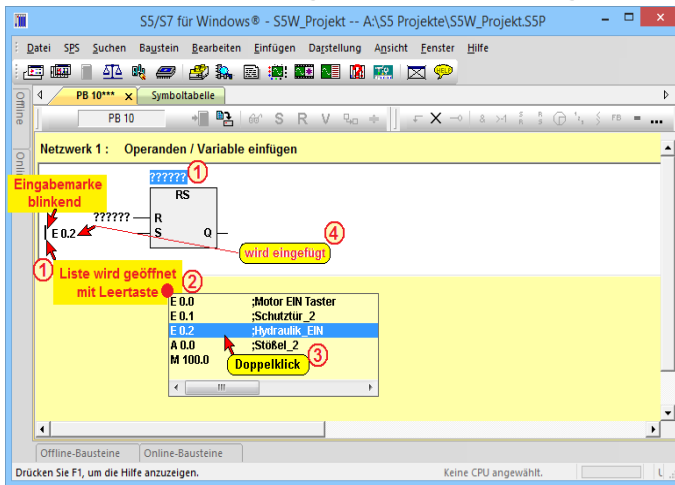 S5/S7 für Windows® - S5W_Projekt -- A:\S5 Projekte\S5W_Projekt.S5P
Datei SPS Suchen Baustein Bearbeiten Einfügen Darstellung Ansicht Fenster Hilfe
Offline
PB 10*** x Symboltabelle
PB 10 S R V & >1 FB = ...
Online
Netzwerk 1 : Operanden / Variable einfügen
?????? 1
Eingabemarke
blinkend
RS
?????? R
E 0.2 S Q
4
wird eingefügt
1
Liste wird geöffnet
mit Leertaste
2
E 0.0 ;Motor EIN Taster
E 0.1 ;Schutztür_2
E 0.2 ;Hydraulik_EIN
A 0.0 ;Stößel_2
M 100.0
3
Doppelklick
Offline-Bausteine Online-Bausteine
Drücken Sie F1, um die Hilfe anzuzeigen. Keine CPU angewählt. L